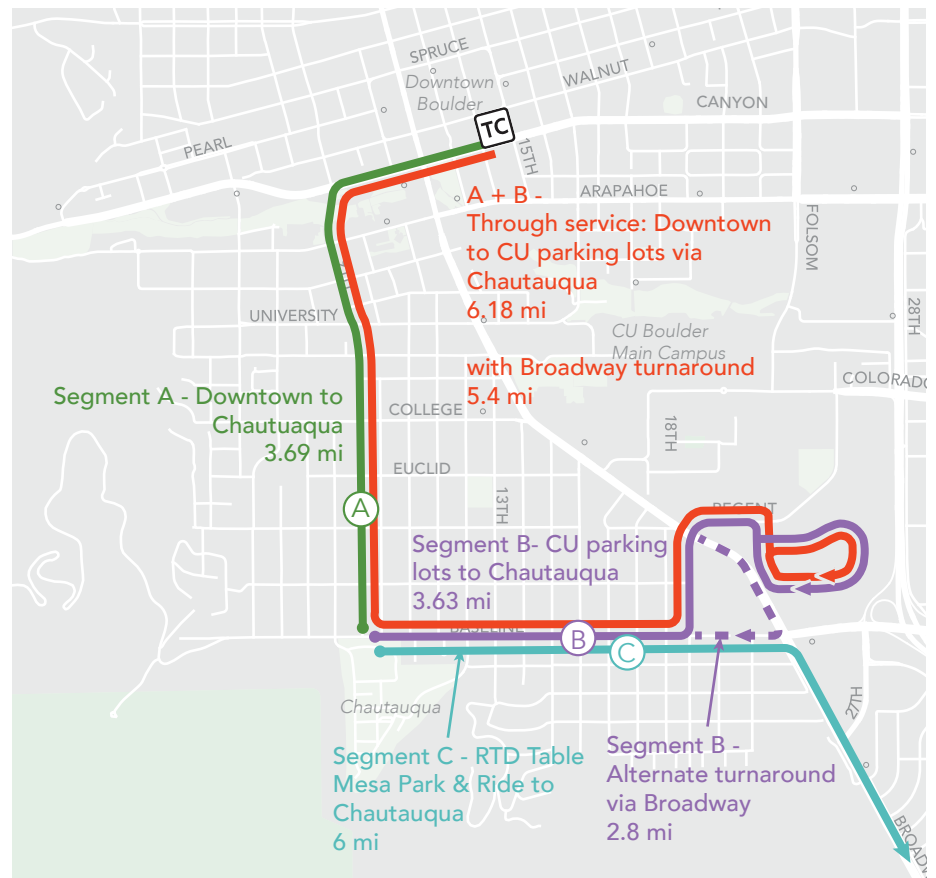 SPRUCE
Downtown
Boulder
WALNUT
CANYON
TC
PEARL
15TH
ARAPAHOE
A + B -
Through service: Downtown
to CU parking lots via
Chautauqua
6.18 mi
FOLSOM
28TH
UNIVERSITY
CU Boulder
Main Campus
with Broadway turnaround
5.4 mi
COLORADO
Segment A - Downtown to
Chautuaqua
3.69 mi
COLLEGE
18TH
EUCLID
13TH
A
REGENT
Segment B- CU parking
lots to Chautauqua
3.63 mi
BASELINE
B
C
Chautauqua
27TH
Segment C - RTD Table
Mesa Park & Ride to
Chautauqua
6 mi
Segment B -
Alternate turnaround
via Broadway
2.8 mi